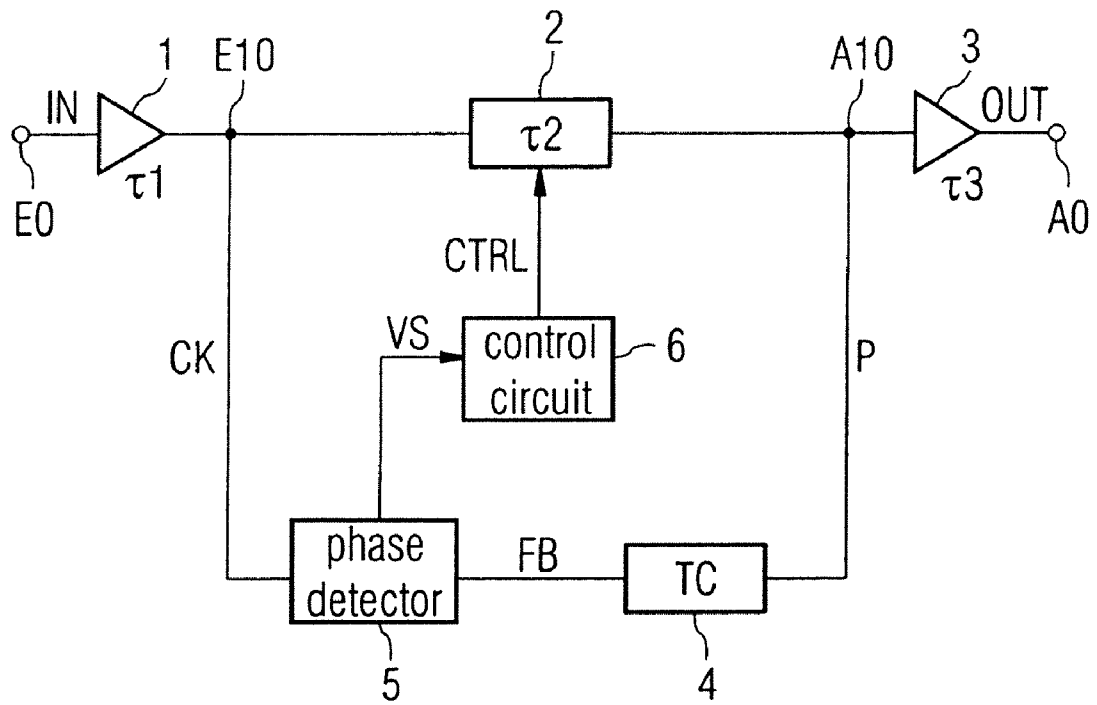 1
E10
2
A10
3
IN
OUT
τ2
τ1
τ3
E0
A0
CTRL
VS
control
circuit
6
CK
P
phase
detector
FB
TC
5
4